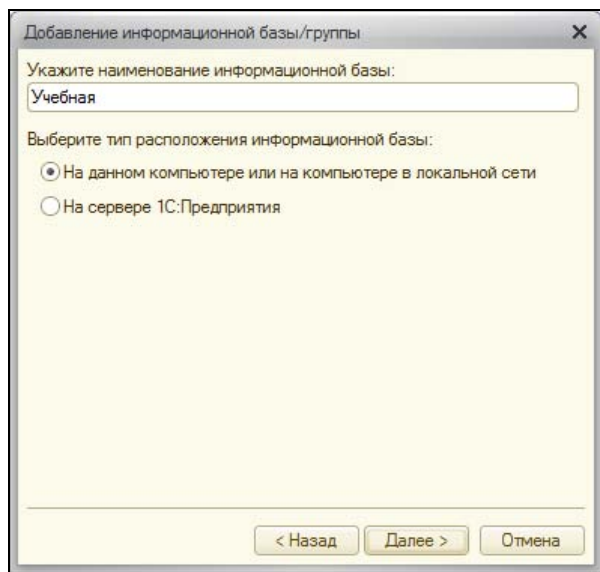 Добавление информационной базы/группы
Укажите наименование информационной базы:
Учебная
Выберите тип расположения информационной базы:
На данном компьютере или на компьютере в локальной сети
На сервере 1С:Предприятия
< Назад Далее > Отмена